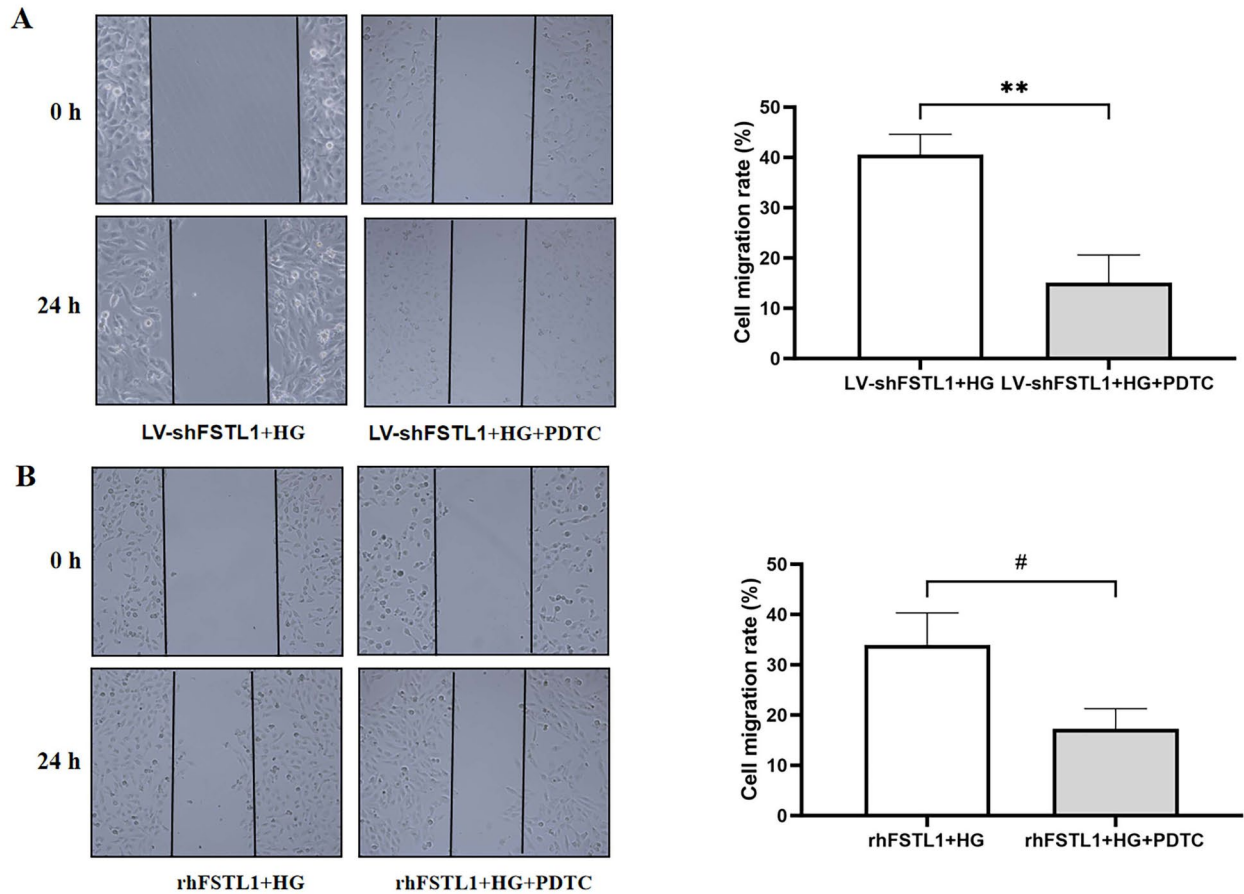 A
0 h
24 h
LV-shFSTL1+HG
LV-shFSTL1+HG+PDTC
**
50
40
30
20
10
0
Cell migration rate (%)
LV-shFSTL1+HG
LV-shFSTL1+HG+PDTC
B
0 h
24 h
rhFSTL1+HG
rhFSTL1+HG+PDTC
#
50
40
30
20
10
0
Cell migration rate (%)
rhFSTL1+HG
rhFSTL1+HG+PDTC